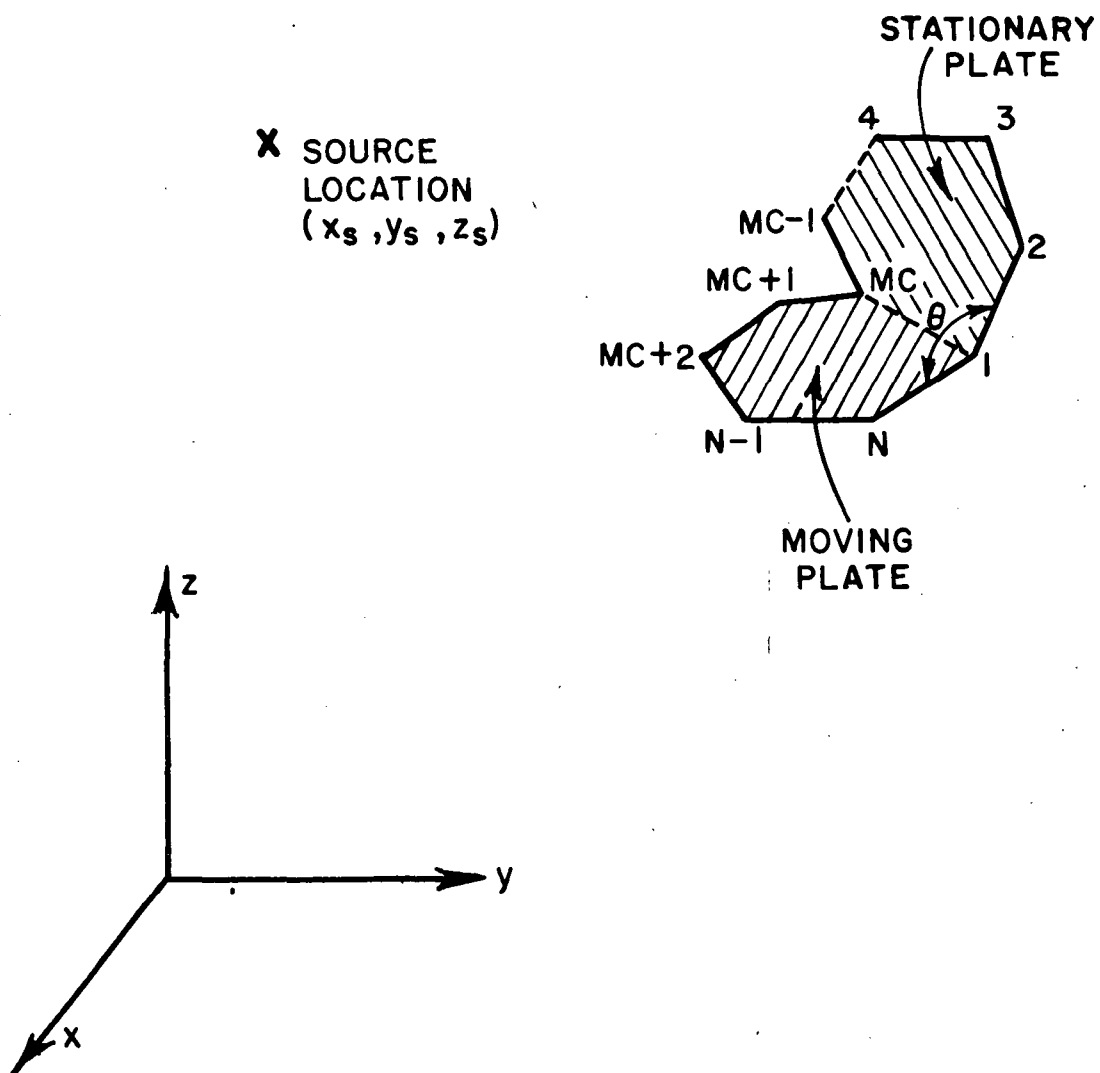 STATIONARY
PLATE
4
3
X SOURCE
LOCATION
(xs, ys, zs)
MC-1
2
MC+1
MC
θ
MC+2
1
N-1
N
MOVING
PLATE
z
y
x